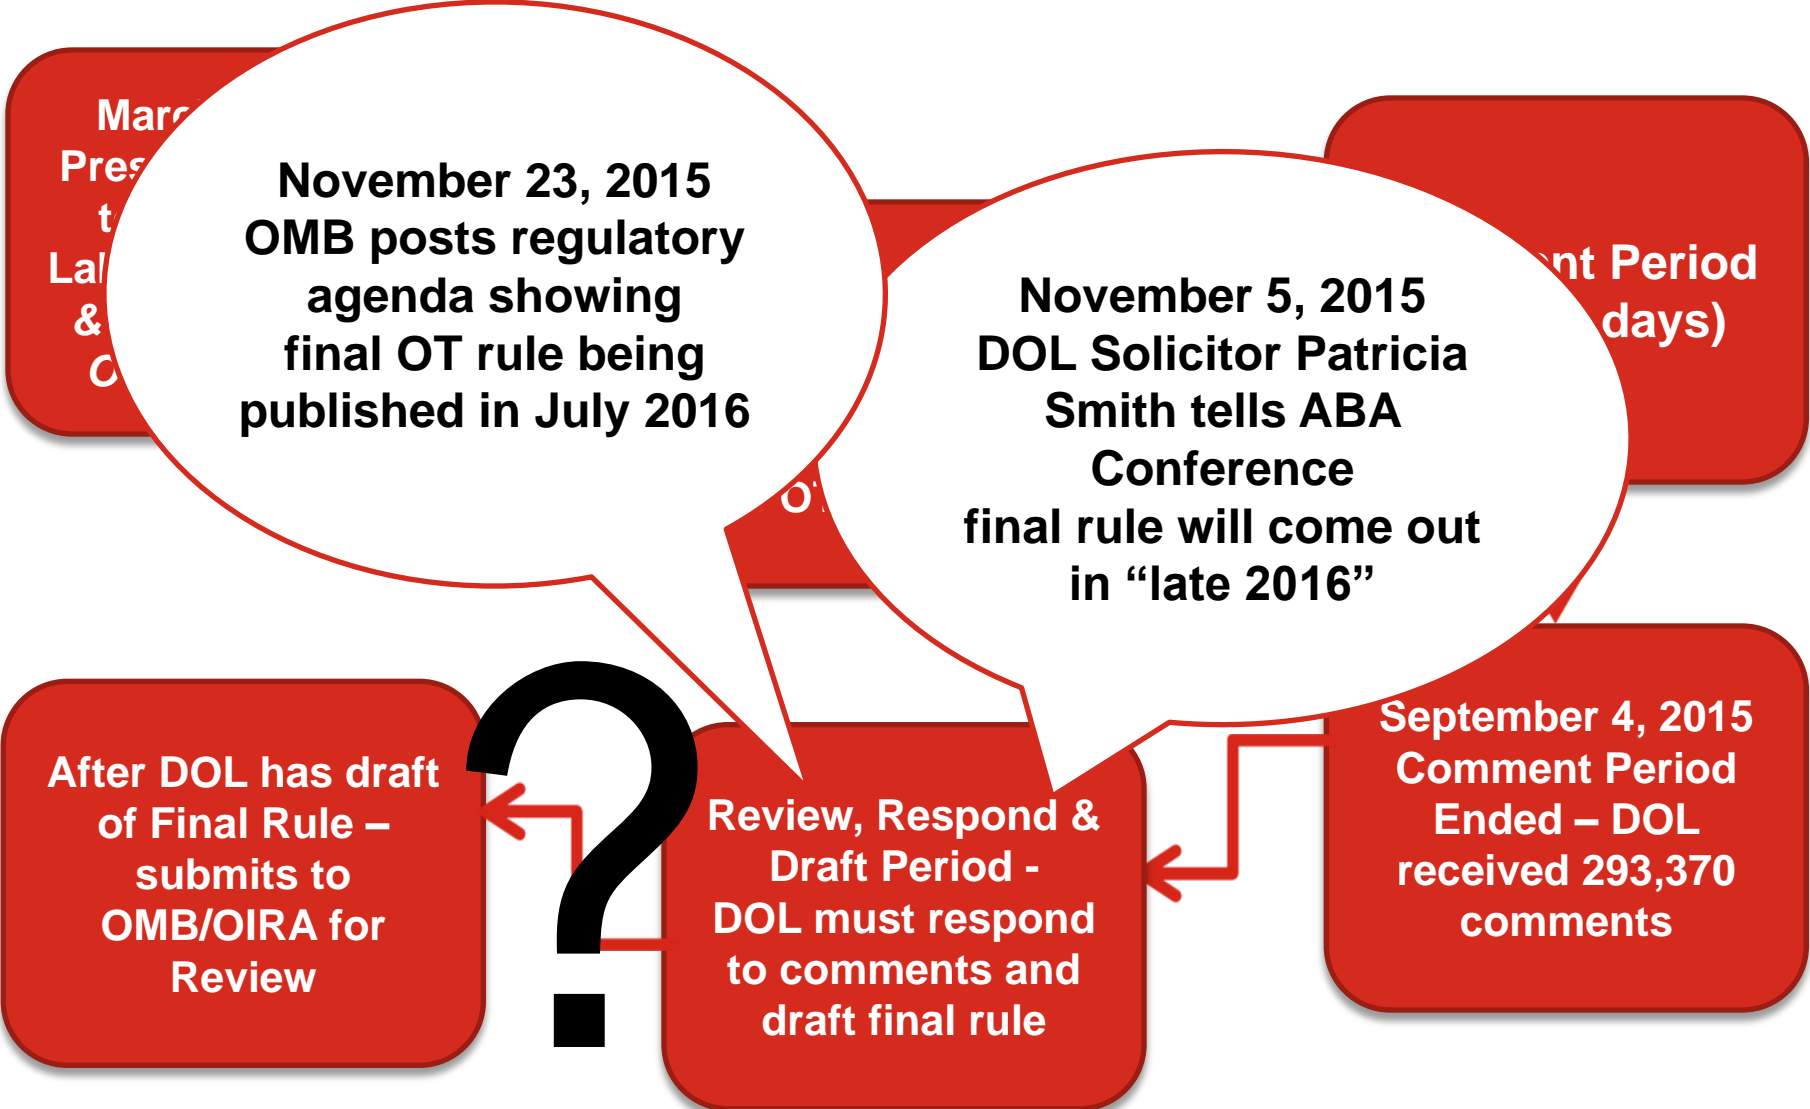 November 23, 2015
OMB posts regulatory
agenda showing
final OT rule being
published in July 2016
November 5, 2015
DOL Solicitor Patricia
Smith tells ABA
Conference
final rule will come out
in “late 2016”
&
Period
days)
After DOL has draft
of Final Rule –
submits to
OMB/OIRA for
Review
?
Review, Respond &
Draft Period -
DOL must respond
to comments and
draft final rule
September 4, 2015
Comment Period
Ended – DOL
received 293,370
comments